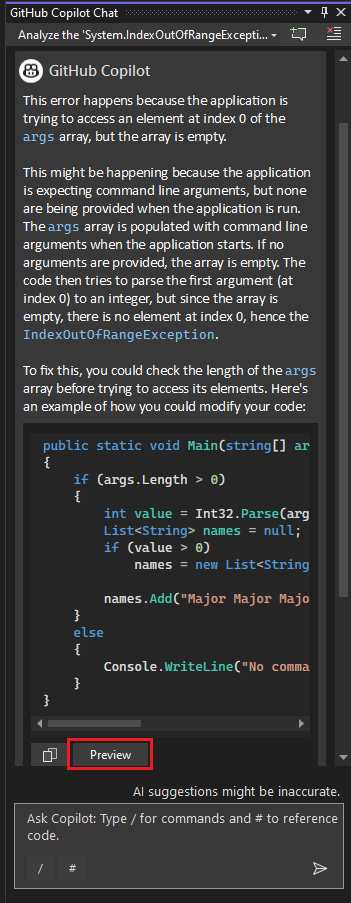 GitHub Copilot Chat
Analyze the 'System.IndexOutOfRangeExcepti...
GitHub Copilot
This error happens because the application is
trying to access an element at index 0 of the
args array, but the array is empty.
This might be happening because the application
is expecting command line arguments, but none
are being provided when the application is run.
The args array is populated with command line
arguments when the application starts. If no
arguments are provided, the array is empty. The
code then tries to parse the first argument (at
index 0) to an integer, but since the array is
empty, there is no element at index 0, hence the
IndexOutOfRangeException.
To fix this, you could check the length of the args
array before trying to access its elements. Here's
an example of how you could modify your code:
public static void Main(string[] ar
{
if (args.Length > 0)
{
int value = Int32.Parse(arg
List<String> names = null;
if (value > 0)
names = new List<String
names.Add("Major Major Majo
}
else
{
Console.WriteLine("No comma
}
}
Preview
AI suggestions might be inaccurate.
Ask Copilot: Type / for commands and # to reference
code.
/ #